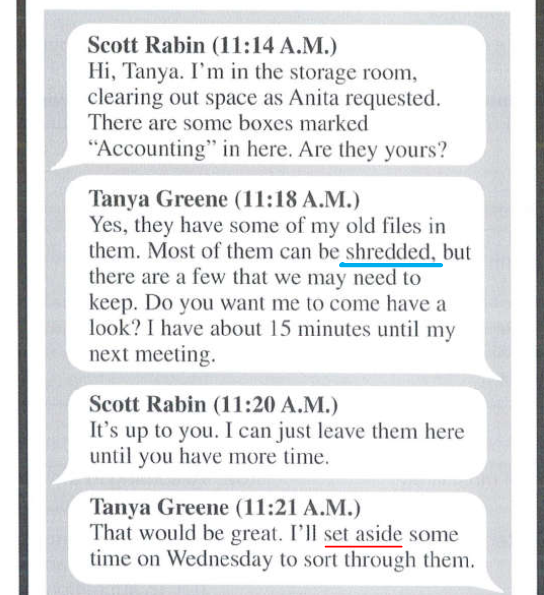 Scott Rabin (11:14 A.M.)
Hi, Tanya. I'm in the storage room,
clearing out space as Anita requested.
There are some boxes marked
“Accounting” in here. Are they yours?
Tanya Greene (11:18 A.M.)
Yes, they have some of my old files in
them. Most of them can be shredded, but
there are a few that we may need to
keep. Do you want me to come have a
look? I have about 15 minutes until my
next meeting.
Scott Rabin (11:20 A.M.)
It's up to you. I can just leave them here
until you have more time.
Tanya Greene (11:21 A.M.)
That would be great. I'll set aside some
time on Wednesday to sort through them.